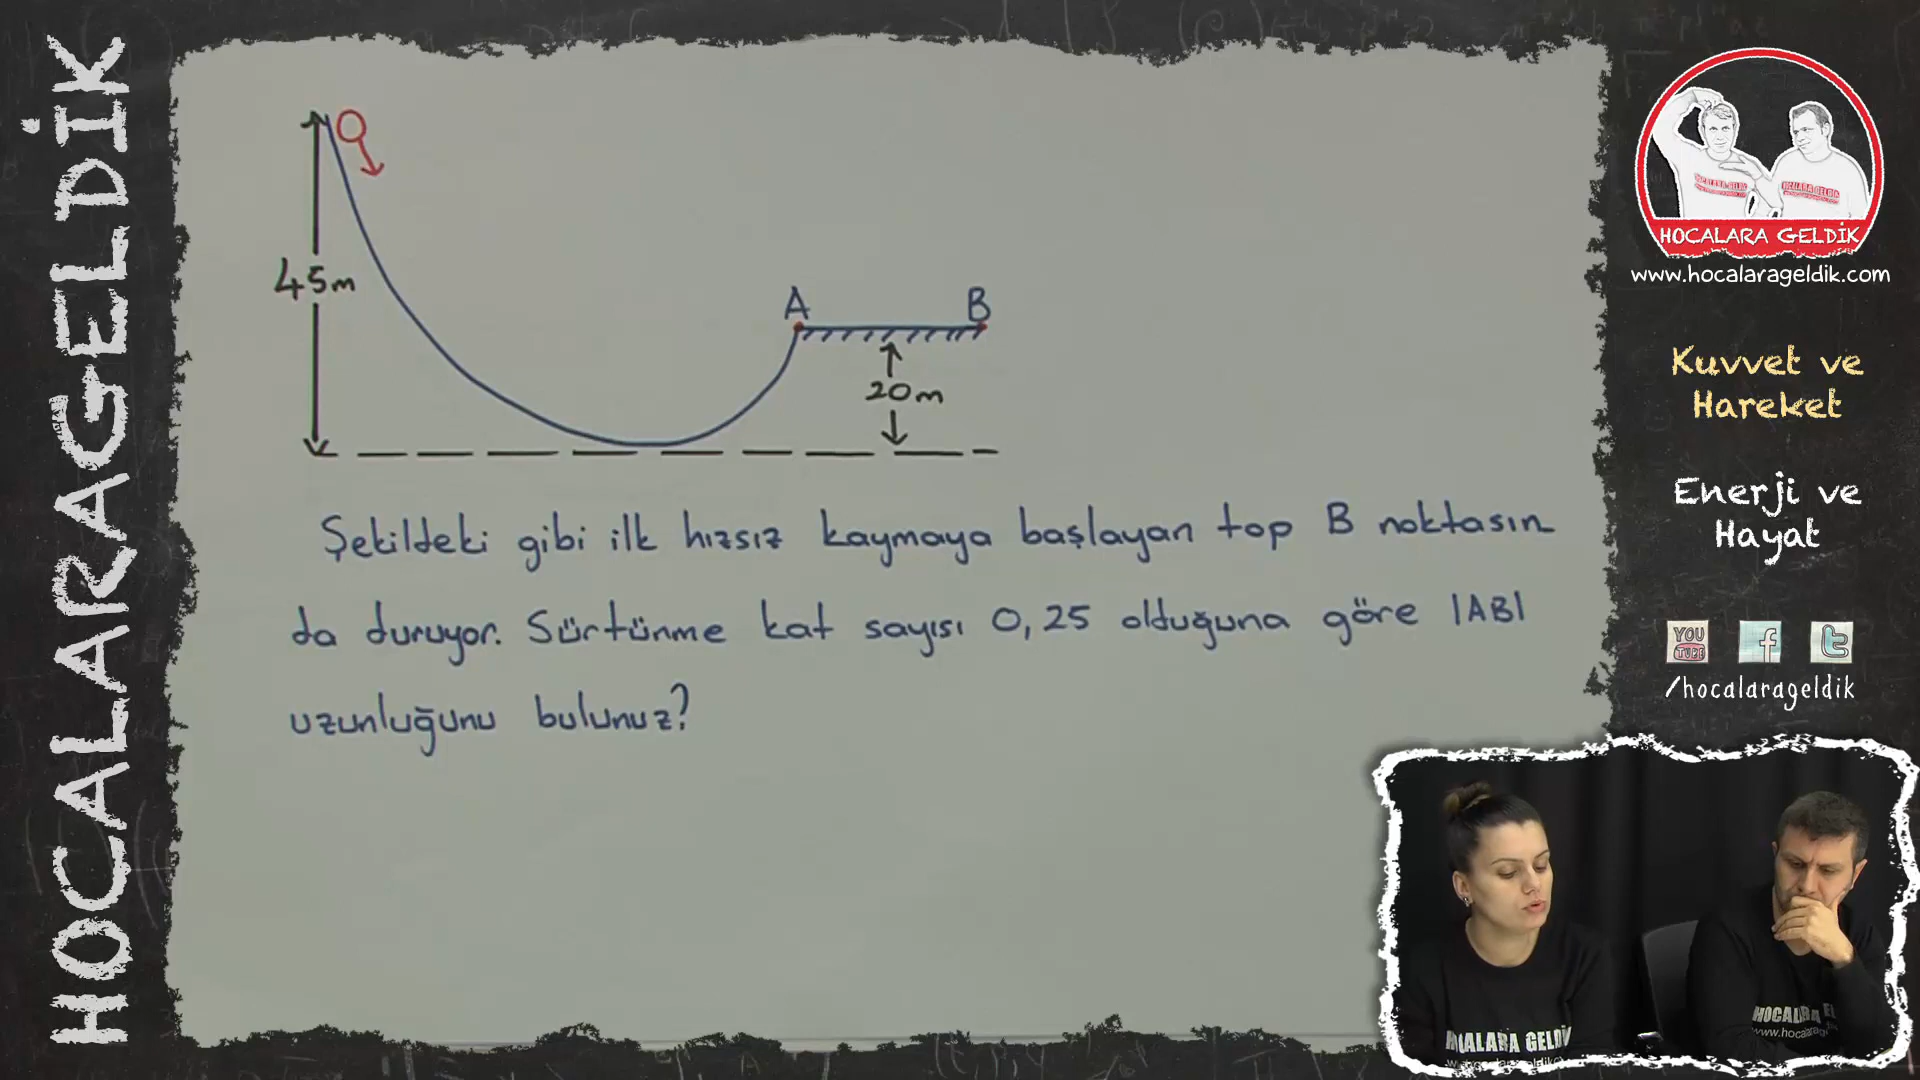 HOCALARAGELDİK
45m
A
B
20m
Şekildeki gibi ilk hızsız kaymaya başlayan top B noktasın
da duruyor. Sürtünme kat sayısı 0,25 olduğuna göre |AB|
uzunluğunu bulunuz?
HOCALARA GELDİK
www.hocalarageldik.com
Kuvvet ve
Hareket
Enerji ve
Hayat
YOU
TUBE
f
t
/hocalarageldik